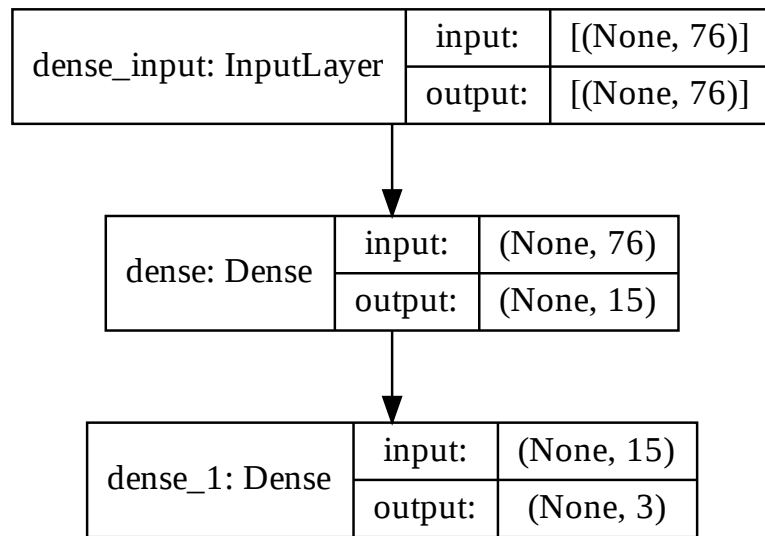 dense_input: InputLayer
input:
[(None, 76)]
output:
[(None, 76)]
dense: Dense
input:
(None, 76)
output:
(None, 15)
dense_1: Dense
input:
(None, 15)
output:
(None, 3)